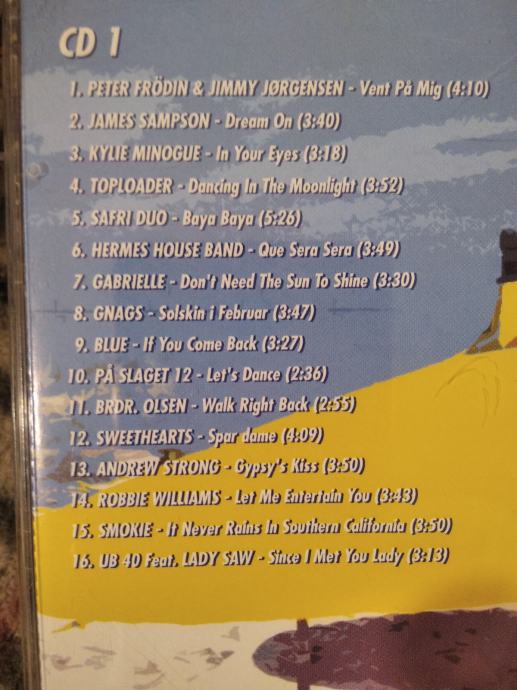 CD 1
1. PETER FRÖDIN & JIMMY JØRGENSEN - Vent På Mig (4:10)
2. JAMES SAMPSON - Dream On (3:40)
3. KYLIE MINOGUE - In Your Eyes (3:18)
4. TOPLOADER - Dancing In The Moonlight (3:52)
5. SAFRI DUO - Baya Baya (5:26)
6. HERMES HOUSE BAND - Que Sera Sera (3:49)
7. GABRIELLE - Don't Need The Sun To Shine (3:30)
8. GNAGS - Solskin i Februar (3:47)
9. BLUE - If You Come Back (3:27)
10. PÅ SLAGET 12 - Let's Dance (2:36)
11. BRDR. OLSEN - Walk Right Back (2:55)
12. SWEETHEARTS - Spar dame (4:09)
13. ANDREW STRONG - Gypsy's Kiss (3:50)
14. ROBBIE WILLIAMS - Let Me Entertain You (3:43)
15. SMOKIE - It Never Rains In Southern California (3:50)
16. UB 40 Feat. LADY SAW - Since I Met You Lady (3:13)